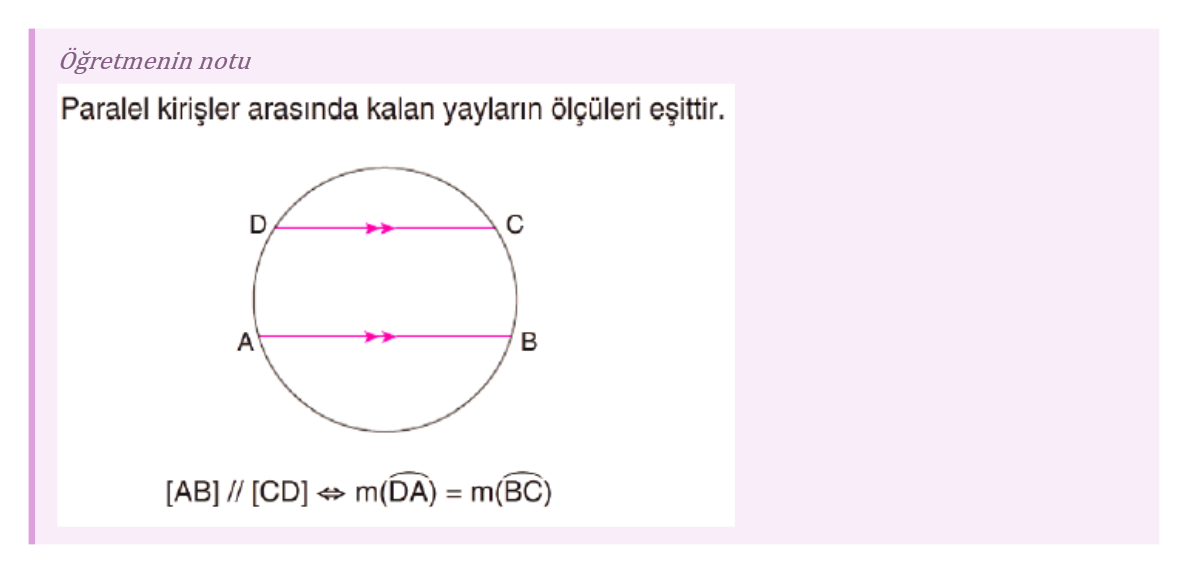 Öğretmenin notu
Paralel kirişler arasında kalan yayların ölçüleri eşittir.
D
C
A
B
[AB] // [CD] ⇔ m(DA) = m(BC)